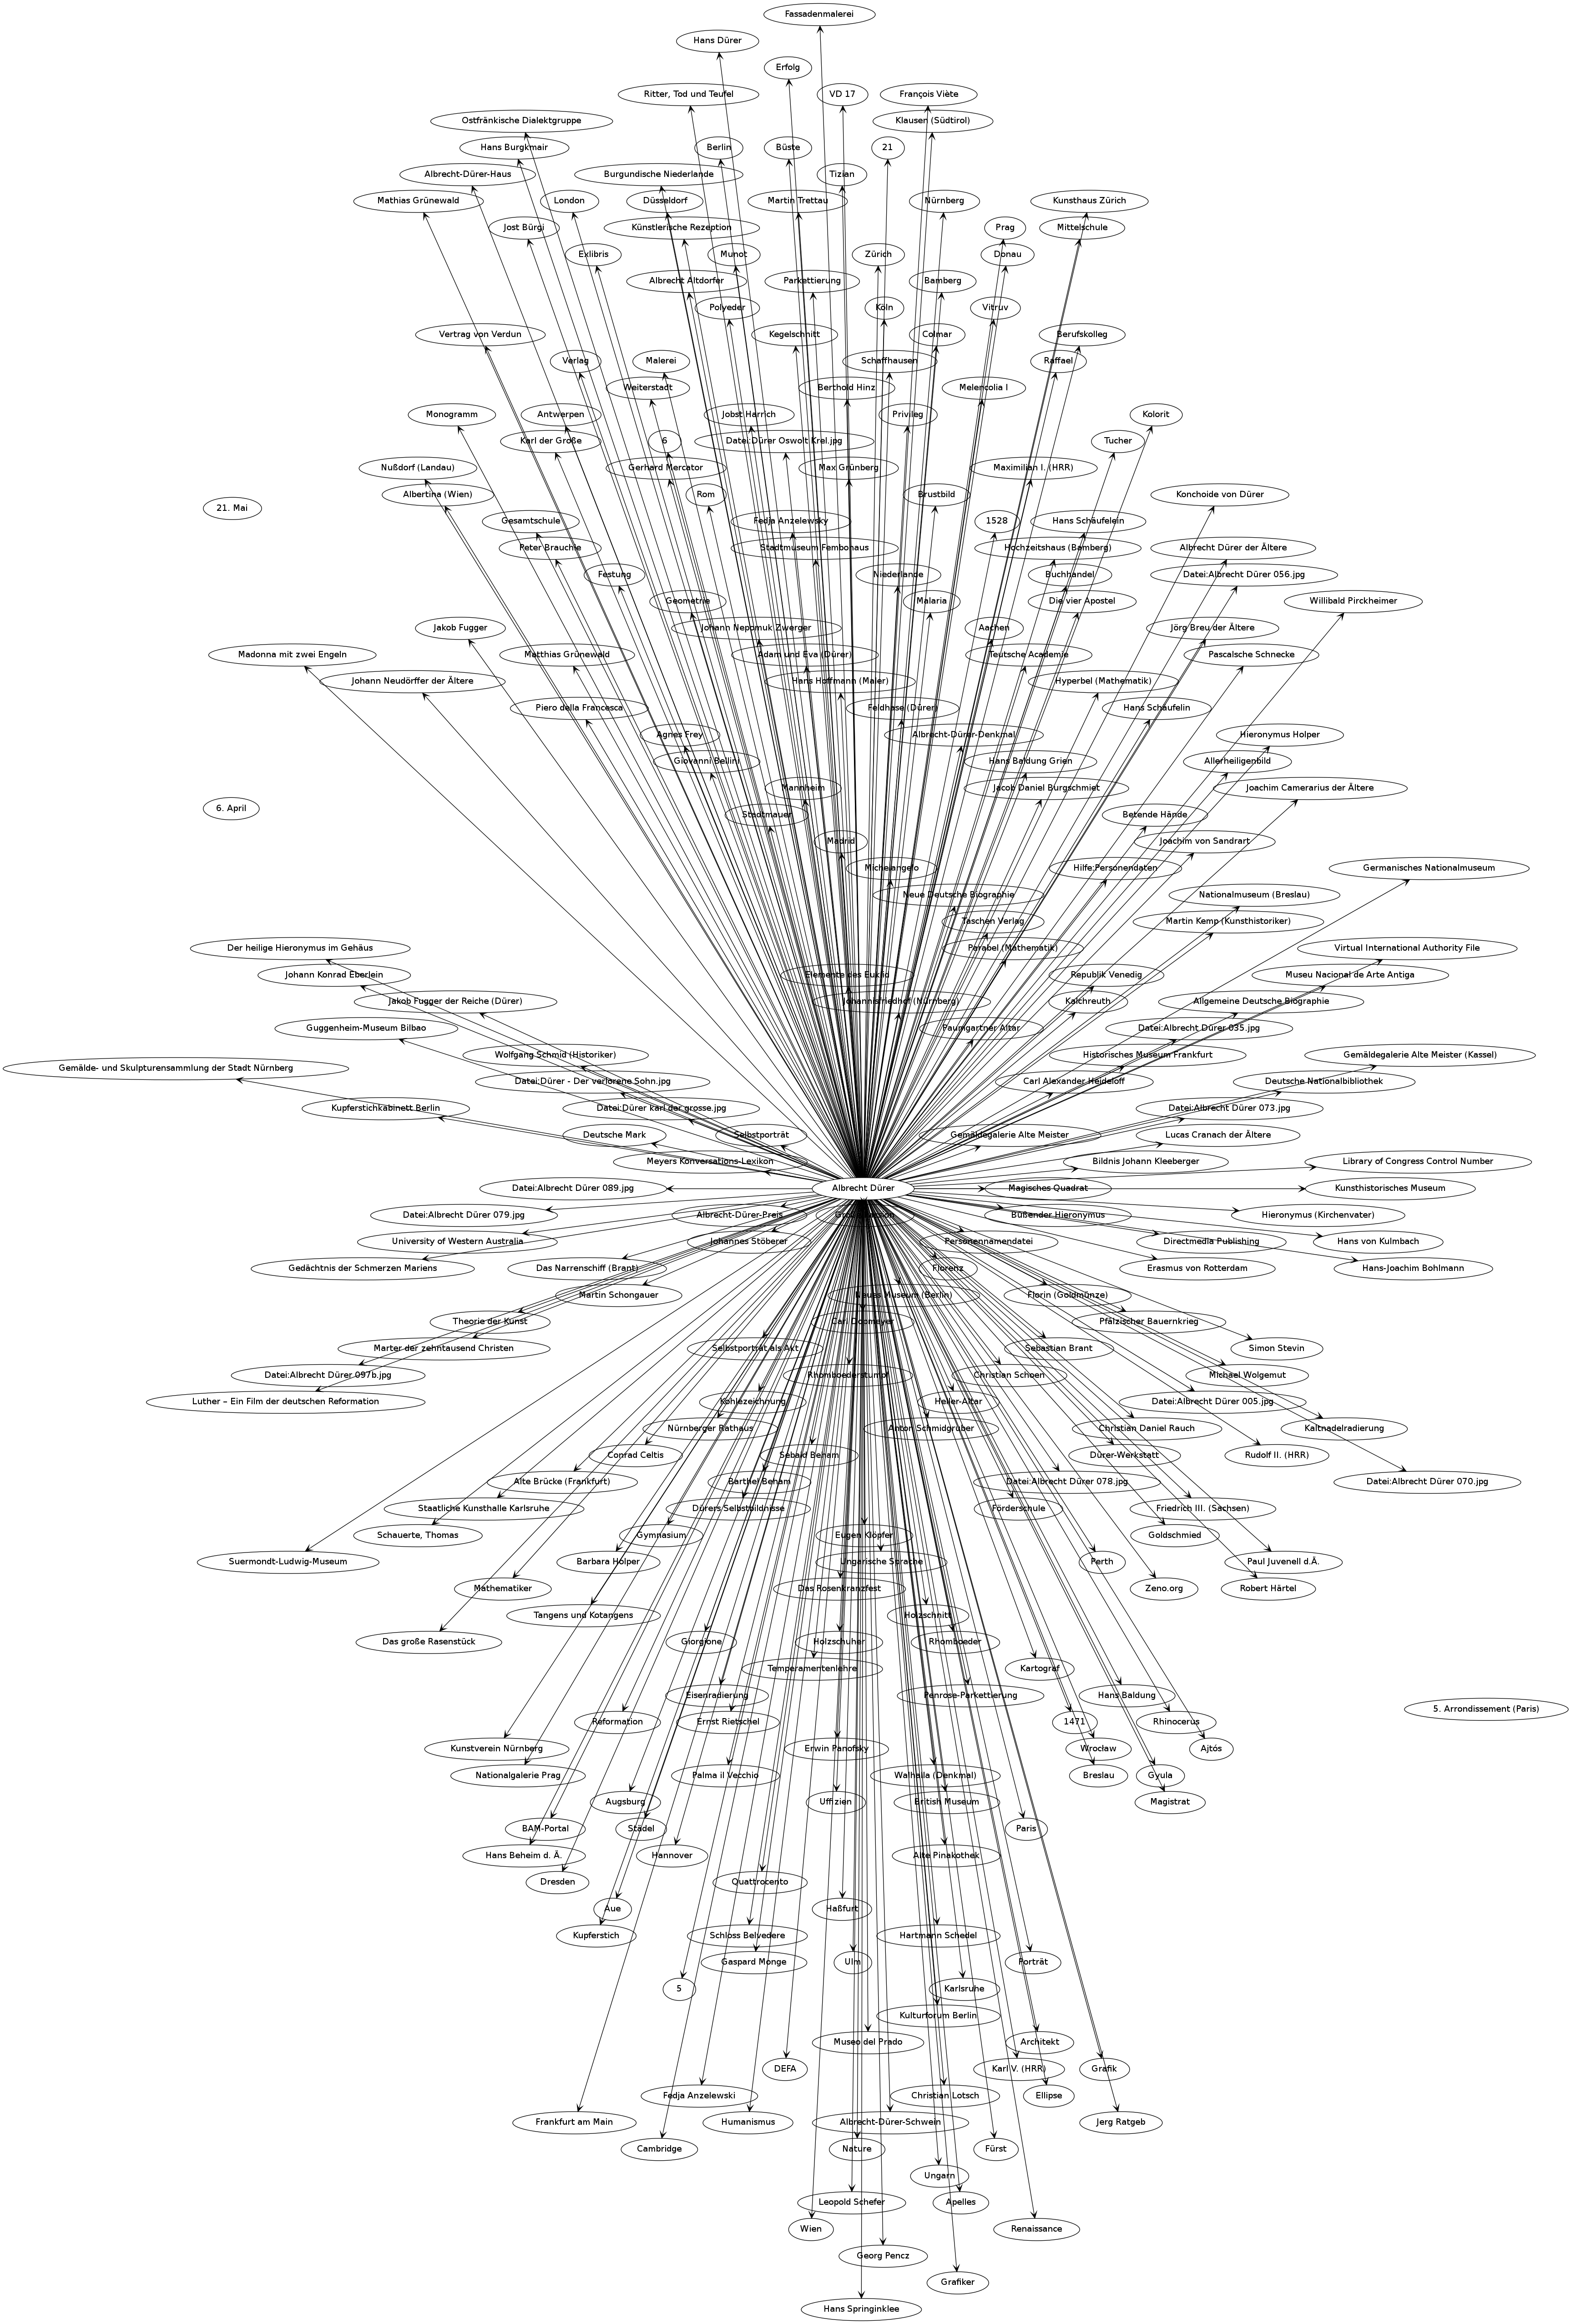 Fassadenmalerei
Hans Dürer
Erfolg
Ritter, Tod und Teufel
VD 17
François Viète
Ostfränkische Dialektgruppe
Klausen (Südtirol)
Hans Burgkmair
Berlin
Büste
21
Albrecht-Dürer-Haus
Burgundische Niederlande
Tizian
Mathias Grünewald
London
Düsseldorf
Martin Trettau
Nürnberg
Kunsthaus Zürich
Jost Bürgi
Künstlerische Rezeption
Prag
Mittelschule
Exlibris
Munot
Zürich
Donau
Albrecht Altdorfer
Parkettierung
Bamberg
Polyeder
Köln
Vitruv
Vertrag von Verdun
Kegelschnitt
Colmar
Berufskolleg
Verlag
Malerei
Schaffhausen
Raffael
Weiterstadt
Berthold Hinz
Melencolia I
Monogramm
Antwerpen
Jobst Harrich
Privileg
Kolorit
Karl der Große
6
Datei:Dürer Oswolt Krel.jpg
Tucher
Nußdorf (Landau)
Gerhard Mercator
Max Grünberg
Maximilian I. (HRR)
Albertina (Wien)
Rom
Brustbild
Konchoide von Dürer
21. Mai
Gesamtschule
Fedja Anzelewsky
1528
Hans Schäufelein
Peter Brauchle
Stadtmuseum Fembohaus
Hochzeitshaus (Bamberg)
Albrecht Dürer der Ältere
Festung
Niederlande
Buchhandel
Datei:Albrecht Dürer 056.jpg
Geometrie
Malaria
Die vier Apostel
Willibald Pirckheimer
Jakob Fugger
Johann Nepomuk Zwerger
Aachen
Jörg Breu der Ältere
Madonna mit zwei Engeln
Matthias Grünewald
Adam und Eva (Dürer)
Teutsche Academie
Pascalsche Schnecke
Johann Neudörffer der Ältere
Hans Hoffmann (Maler)
Hyperbel (Mathematik)
Piero della Francesca
Feldhase (Dürer)
Hans Schäufelin
Agnes Frey
Albrecht-Dürer-Denkmal
Hieronymus Holper
Giovanni Bellini
Hans Baldung Grien
Allerheiligenbild
Mannheim
Jacob Daniel Burgschmiet
Joachim Camerarius der Ältere
6. April
Stadtmauer
Betende Hände
Madrid
Joachim von Sandrart
Michelangelo
Hilfe:Personendaten
Germanisches Nationalmuseum
Neue Deutsche Biographie
Nationalmuseum (Breslau)
Taschen Verlag
Martin Kemp (Kunsthistoriker)
Der heilige Hieronymus im Gehäus
Parabel (Mathematik)
Virtual International Authority File
Johann Konrad Eberlein
Elemente des Euklid
Republik Venedig
Museu Nacional de Arte Antiga
Jakob Fugger der Reiche (Dürer)
Johannisfriedhof (Nürnberg)
Kalchreuth
Allgemeine Deutsche Biographie
Guggenheim-Museum Bilbao
Paumgartner Altar
Datei:Albrecht Dürer 035.jpg
Wolfgang Schmid (Historiker)
Historisches Museum Frankfurt
Gemäldegalerie Alte Meister (Kassel)
Gemälde- und Skulpturensammlung der Stadt Nürnberg
Datei:Dürer - Der verlorene Sohn.jpg
Carl Alexander Heideloff
Deutsche Nationalbibliothek
Kupferstichkabinett Berlin
Datei:Dürer karl der grosse.jpg
Datei:Albrecht Dürer 073.jpg
Deutsche Mark
Selbstporträt
Gemäldegalerie Alte Meister
Lucas Cranach der Ältere
Meyers Konversations-Lexikon
Bildnis Johann Kleeberger
Library of Congress Control Number
Datei:Albrecht Dürer 089.jpg
Albrecht Dürer
Magisches Quadrat
Kunsthistorisches Museum
Datei:Albrecht Dürer 079.jpg
Albrecht-Dürer-Preis
Büßender Hieronymus
Hieronymus (Kirchenvater)
University of Western Australia
Johannes Stöberer
Personennamendatei
Directmedia Publishing
Hans von Kulmbach
Gedächtnis der Schmerzen Mariens
Das Narrenschiff (Brant)
Florenz
Erasmus von Rotterdam
Hans-Joachim Bohlmann
Martin Schongauer
Neues Museum (Berlin)
Florin (Goldmünze)
Theorie der Kunst
Carl Dopmeyer
Pfälzischer Bauernkrieg
Marter der zehntausend Christen
Selbstporträt als Akt
Sebastian Brant
Simon Stevin
Datei:Albrecht Dürer 097b.jpg
Rhomboederstumpf
Christian Schoen
Michael Wolgemut
Luther – Ein Film der deutschen Reformation
Kohlezeichnung
Heller-Altar
Datei:Albrecht Dürer 005.jpg
Nürnberger Rathaus
Anton Schmidgruber
Christian Daniel Rauch
Kaltnadelradierung
Conrad Celtis
Sebald Beham
Dürer-Werkstatt
Rudolf II. (HRR)
Alte Brücke (Frankfurt)
Barthel Beham
Datei:Albrecht Dürer 078.jpg
Datei:Albrecht Dürer 070.jpg
Staatliche Kunsthalle Karlsruhe
Dürers Selbstbildnisse
Förderschule
Friedrich III. (Sachsen)
Schauerte, Thomas
Gymnasium
Eugen Klöpfer
Goldschmied
Suermondt-Ludwig-Museum
Barbara Holper
Ungarische Sprache
Perth
Paul Juvenell d.Ä.
Mathematiker
Das Rosenkranzfest
Zeno.org
Robert Härtel
Tangens und Kotangens
Holzschnitt
Das große Rasenstück
Giorgione
Holzschuher
Rhomboeder
Temperamentenlehre
Kartograf
Eisenradierung
Penrose-Parkettierung
Hans Baldung
5. Arrondissement (Paris)
Reformation
Ernst Rietschel
1471
Rhinocerus
Kunstverein Nürnberg
Erwin Panofsky
Wrocław
Ajtós
Nationalgalerie Prag
Palma il Vecchio
Walhalla (Denkmal)
Breslau
Gyula
Augsburg
Uffizien
British Museum
Magistrat
BAM-Portal
Städel
Paris
Hans Beheim d. Ä.
Hannover
Alte Pinakothek
Dresden
Quattrocento
Aue
Haßfurt
Kupferstich
Schloss Belvedere
Hartmann Schedel
Gaspard Monge
Ulm
Porträt
5
Karlsruhe
Kulturforum Berlin
Museo del Prado
Architekt
DEFA
Karl V. (HRR)
Grafik
Fedja Anzelewski
Christian Lotsch
Ellipse
Frankfurt am Main
Humanismus
Albrecht-Dürer-Schwein
Jerg Ratgeb
Cambridge
Nature
Fürst
Ungarn
Leopold Schefer
Apelles
Wien
Renaissance
Georg Pencz
Grafiker
Hans Springinklee